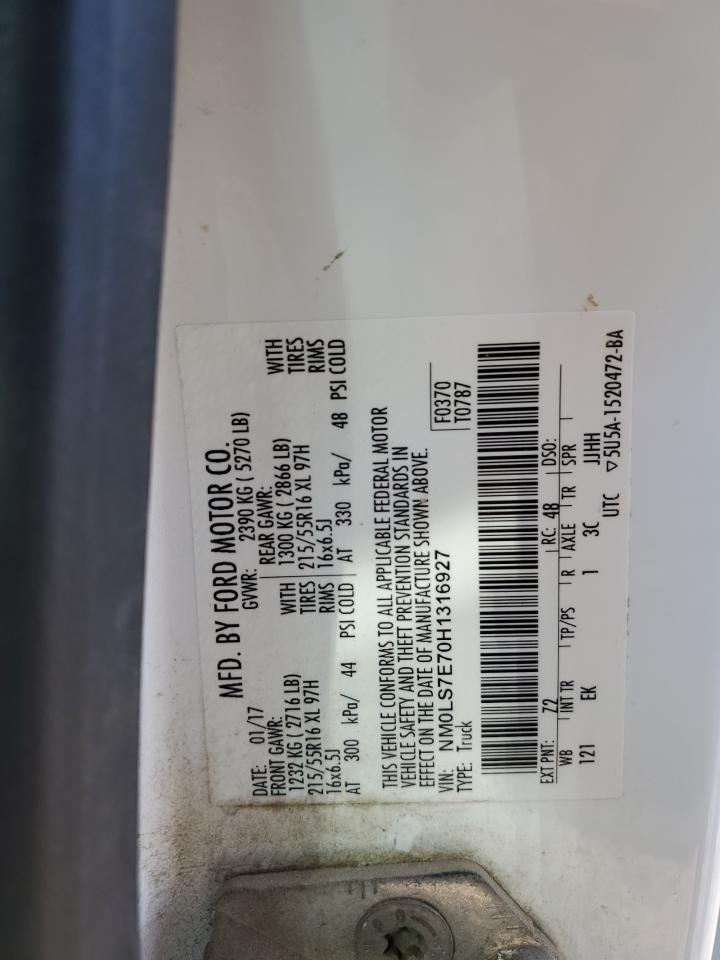 MFD. BY FORD MOTOR CO.
DATE: 01/17 GVWR: 2390 KG ( 5270 LB)
FRONT GAWR: REAR GAWR:
1232 KG ( 2716 LB) WITH 1300 KG ( 2866 LB) WITH
215/55R16 XL 97H TIRES 215/55R16 XL 97H TIRES
16x6.5J RIMS 16x6.5J RIMS
AT 300 kPa/ 44 PSI COLD AT 330 kPa/ 48 PSI COLD
THIS VEHICLE CONFORMS TO ALL APPLICABLE FEDERAL MOTOR
VEHICLE SAFETY AND THEFT PREVENTION STANDARDS IN
EFFECT ON THE DATE OF MANUFACTURE SHOWN ABOVE.
VIN: NM0LS7E70H1316927 F0370
TYPE: Truck T0787
EXT PNT: Z2 RC: 48 DSO:
WB INT TR TP/PS R AXLE TR SPR
121 EK 1 3C JJHH
UTC ▽5U5A-1520472-BA